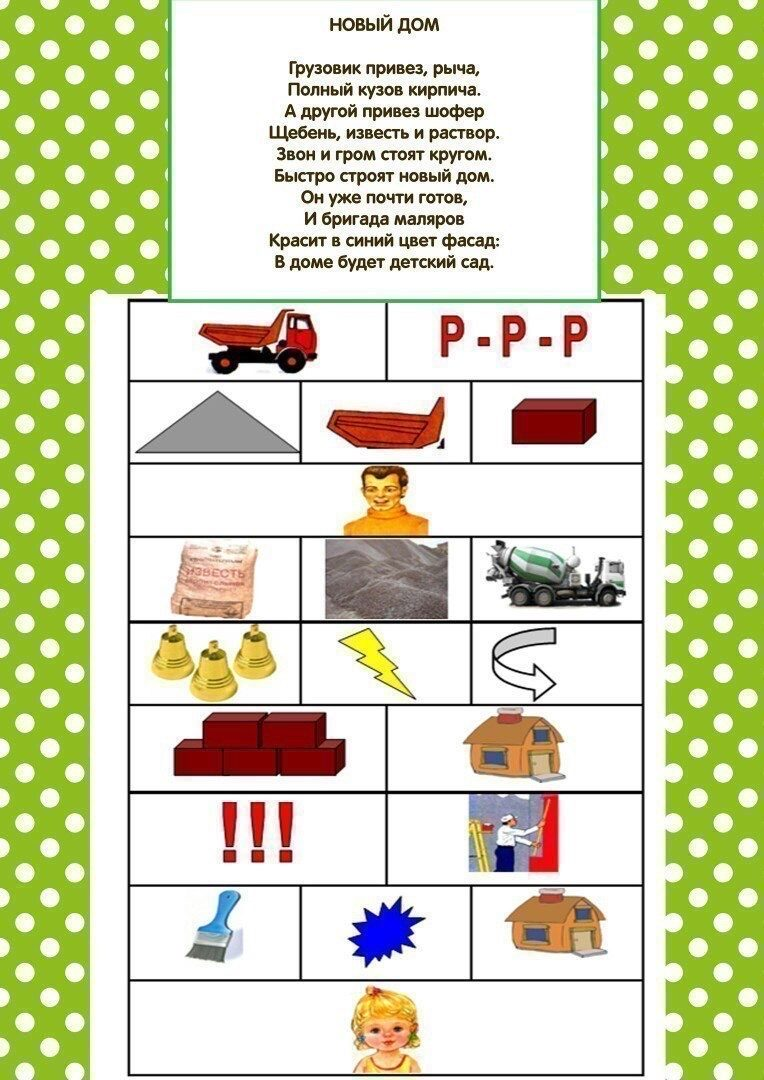 НОВЫЙ ДОМ
Грузовик привез, рыча,
Полный кузов кирпича.
А другой привез шофер
Щебень, известь и раствор.
Звон и гром стоят кругом.
Быстро строят новый дом.
Он уже почти готов,
И бригада маляров
Красит в синий цвет фасад:
В доме будет детский сад.
Р - Р - Р
ИЗВЕСТЬ
! ! !